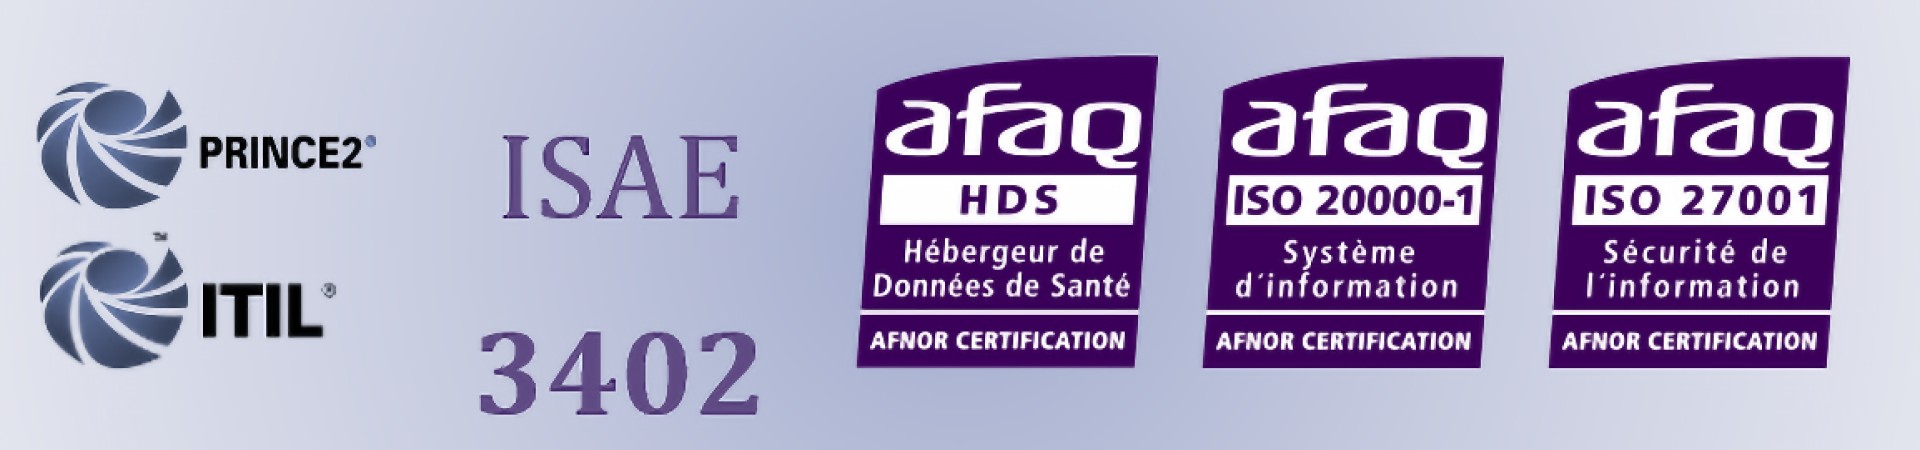 PRINCE2®
ITIL®
™
ISAE
3402
afaq
HDS
Hébergeur de
Données de Santé
AFNOR CERTIFICATION
afaq
ISO 20000-1
Système
d´information
AFNOR CERTIFICATION
afaq
ISO 27001
Sécurité de
l´information
AFNOR CERTIFICATION